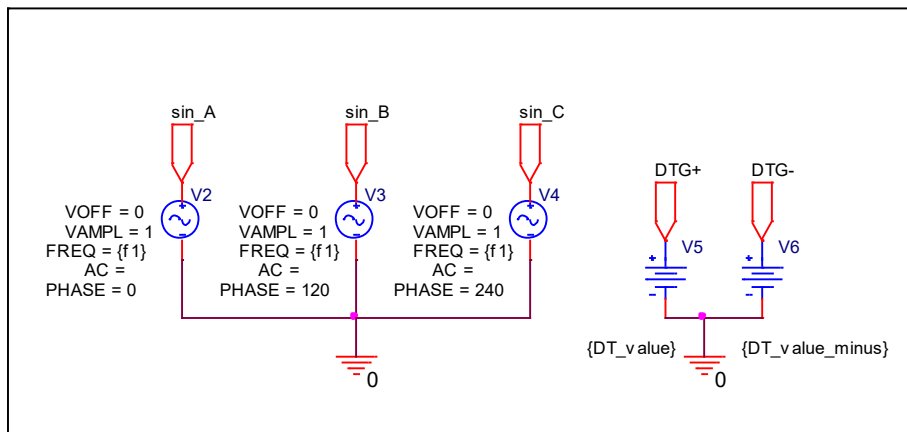 sin_A
sin_B
sin_C
DTG+
DTG-
V2
V3
V4
VOFF = 0
VAMPL = 1
FREQ = {f1}
AC =
PHASE = 0
VOFF = 0
VAMPL = 1
FREQ = {f1}
AC =
PHASE = 120
VOFF = 0
VAMPL = 1
FREQ = {f1}
AC =
PHASE = 240
V5
V6
{DT_value}
{DT_value_minus}
0
0